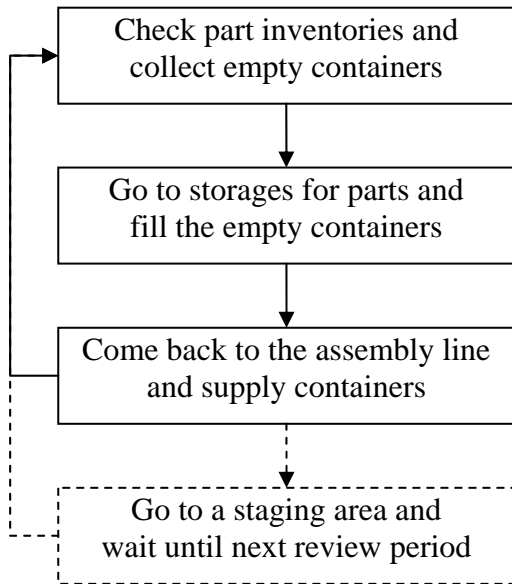 Check part inventories and
collect empty containers
Go to storages for parts and
fill the empty containers
Come back to the assembly line
and supply containers
Go to a staging area and
wait until next review period